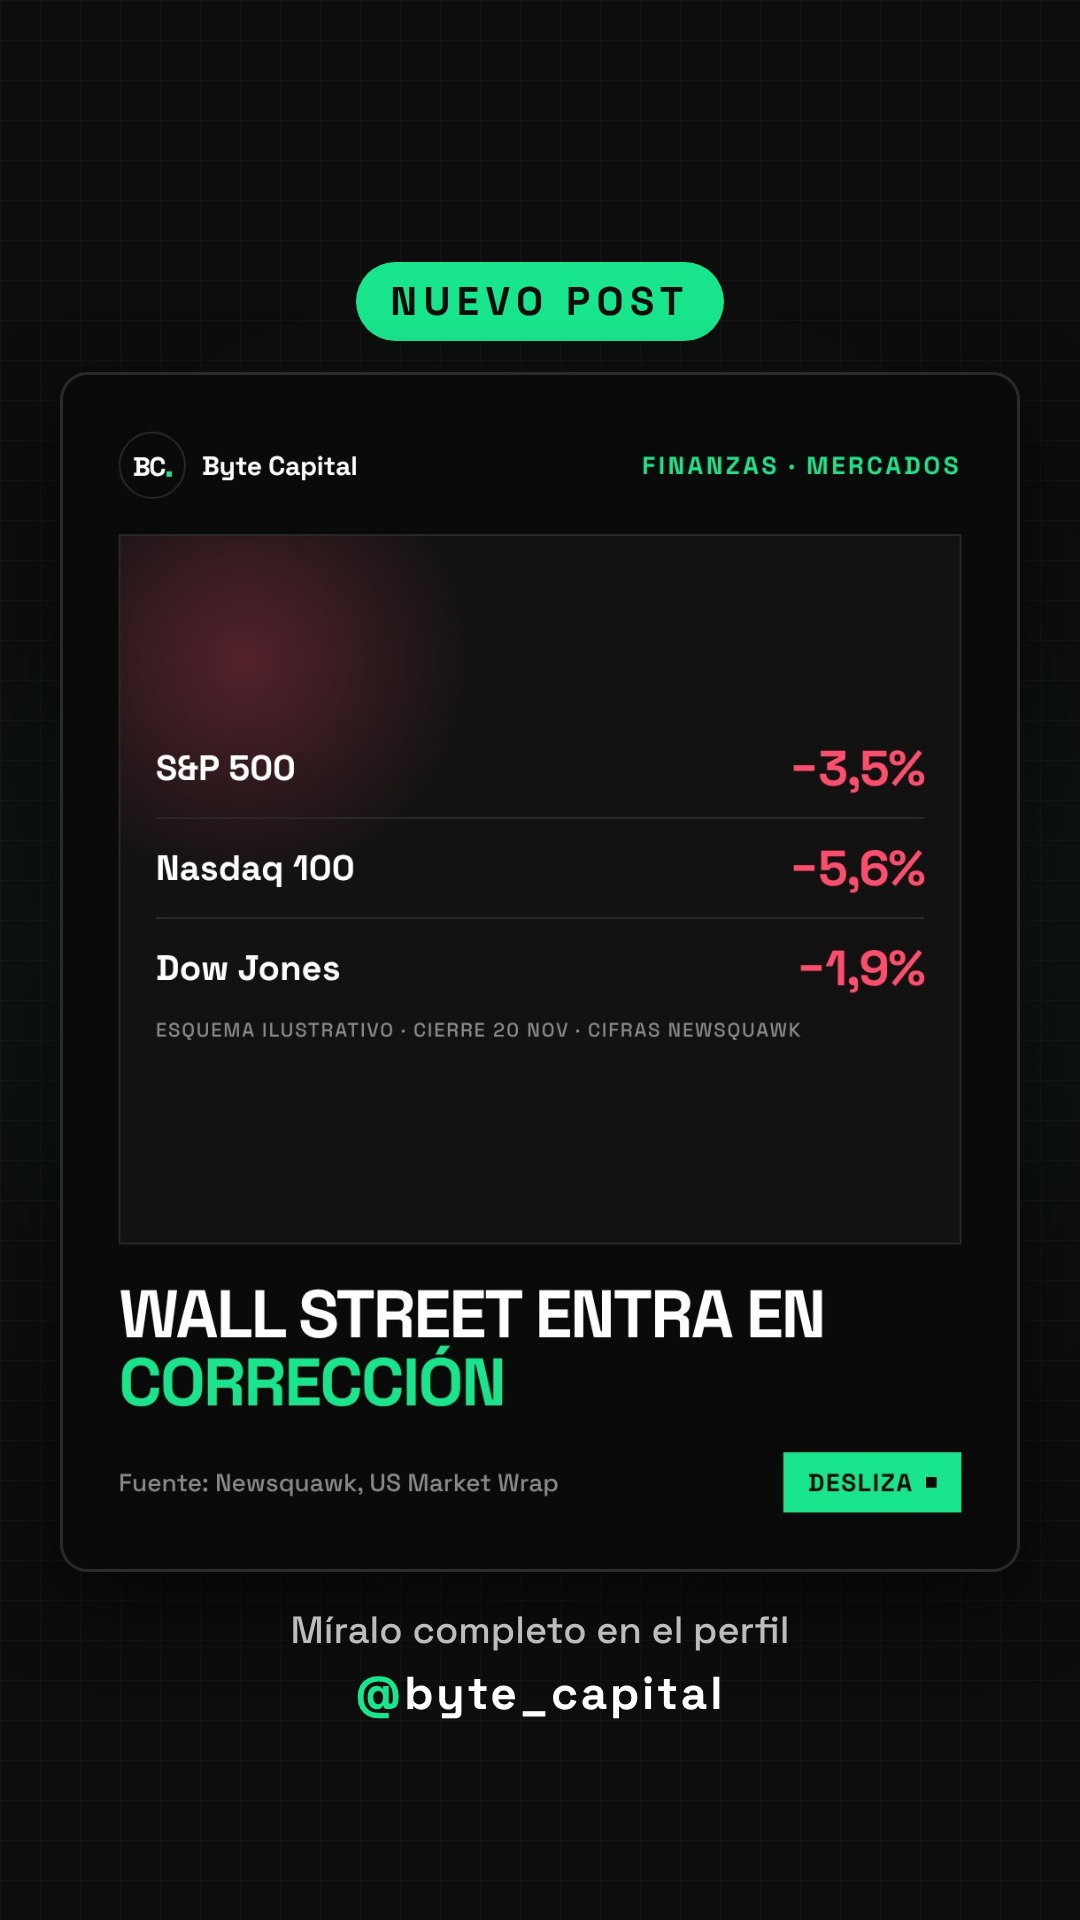 NUEVO POST
BC.
Byte Capital
FINANZAS · MERCADOS
S&P 500
−3,5%
Nasdaq 100
−5,6%
Dow Jones
−1,9%
ESQUEMA ILUSTRATIVO · CIERRE 20 NOV · CIFRAS NEWSQUAWK
WALL STREET ENTRA EN
CORRECCIÓN
Fuente: Newsquawk, US Market Wrap
DESLIZA ■
Míralo completo en el perfil
@byte_capital